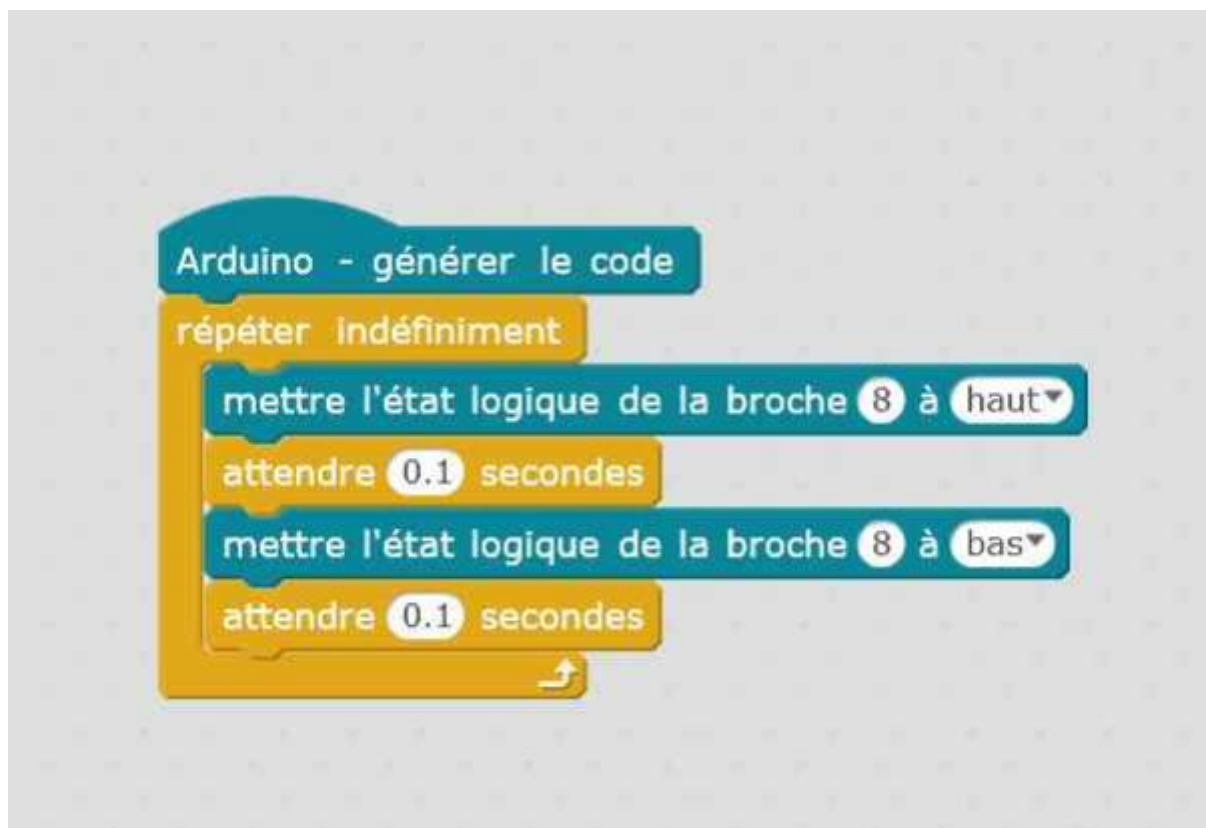 Arduino - générer le code
répéter indéfiniment
mettre l'état logique de la broche 8 à haut
attendre 0.1 secondes
mettre l'état logique de la broche 8 à bas
attendre 0.1 secondes